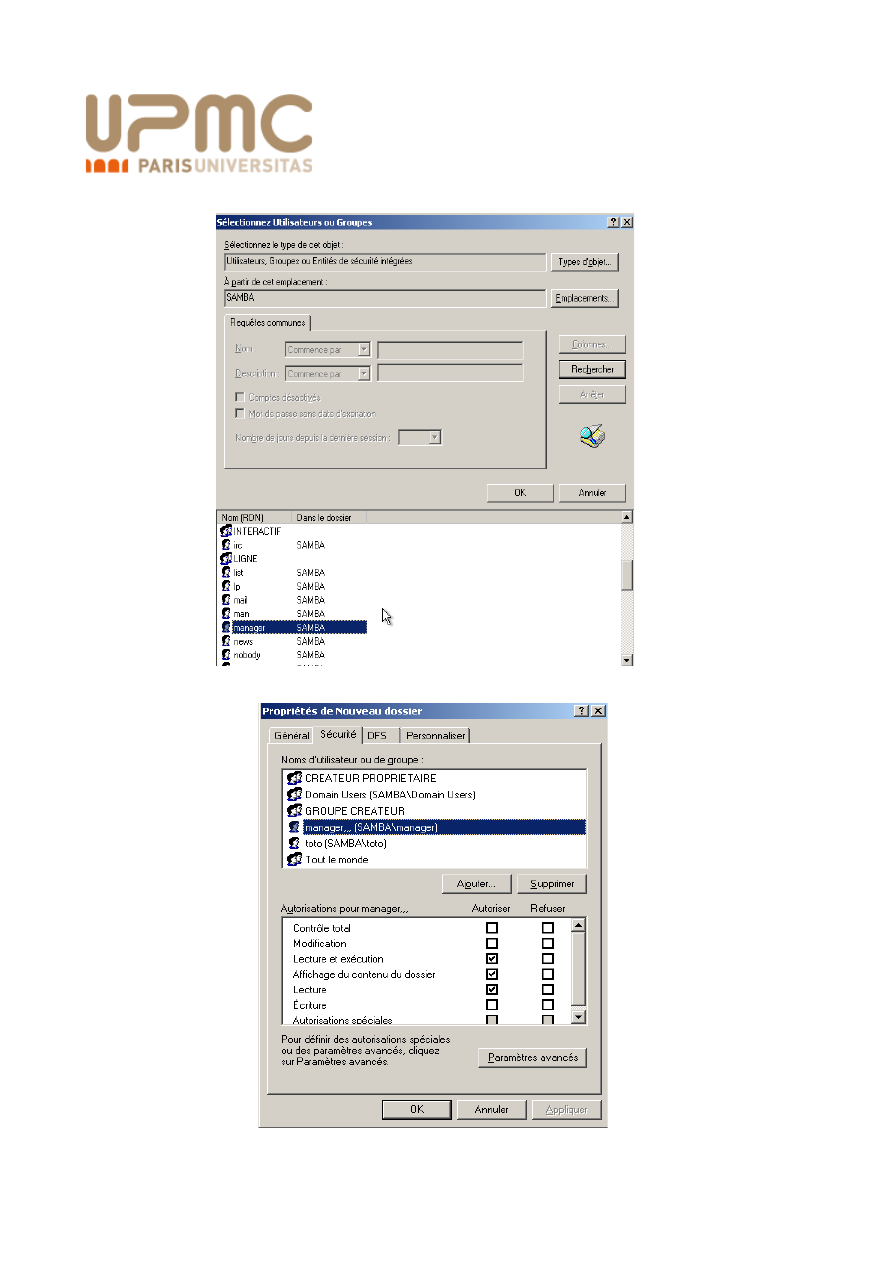 UPMC
PARISUNIVERSITAS
Sélectionnez Utilisateurs ou Groupes
Sélectionnez le type de cet objet :
Utilisateurs, Groupes ou Entités de sécurité intégrées
Types d'objet...
À partir de cet emplacement :
SAMBA
Emplacements...
Requêtes communes
Nom : Commence par
Colonnes...
Description : Commence par
Rechercher
Comptes désactivés
Arrêter
Mot de passe sans date d'expiration
Nombre de jours depuis la dernière session :
OK Annuler
Nom (RDN) Dans le dossier
INTERACTIF
irc SAMBA
LIGNE
list SAMBA
lp SAMBA
mail SAMBA
man SAMBA
manager SAMBA
news SAMBA
nobody SAMBA
Propriétés de Nouveau dossier
Général Sécurité DFS Personnaliser
Noms d'utilisateur ou de groupe :
CREATEUR PROPRIETAIRE
Domain Users (SAMBA\Domain Users)
GROUPE CREATEUR
manager,,, (SAMBA\manager)
toto (SAMBA\toto)
Tout le monde
Ajouter... Supprimer
Autorisations pour manager,,, Autoriser Refuser
Contrôle total
Modification
Lecture et exécution
Affichage du contenu du dossier
Lecture
Écriture
Autorisations spéciales
Pour définir des autorisations spéciales
ou des paramètres avancés, cliquez
sur Paramètres avancés.
Paramètres avancés
OK Annuler Appliquer